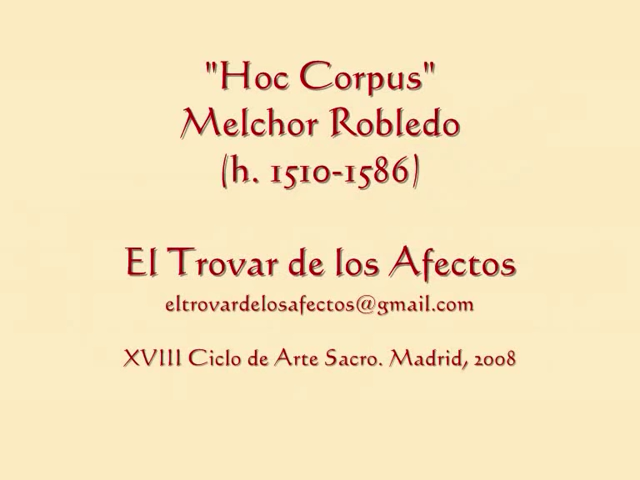 "Hoc Corpus"
Melchor Robledo
(h. 1510-1586)
El Trovar de los Afectos
eltrovardelosafectos@gmail.com
XVIII Ciclo de Arte Sacro. Madrid, 2008